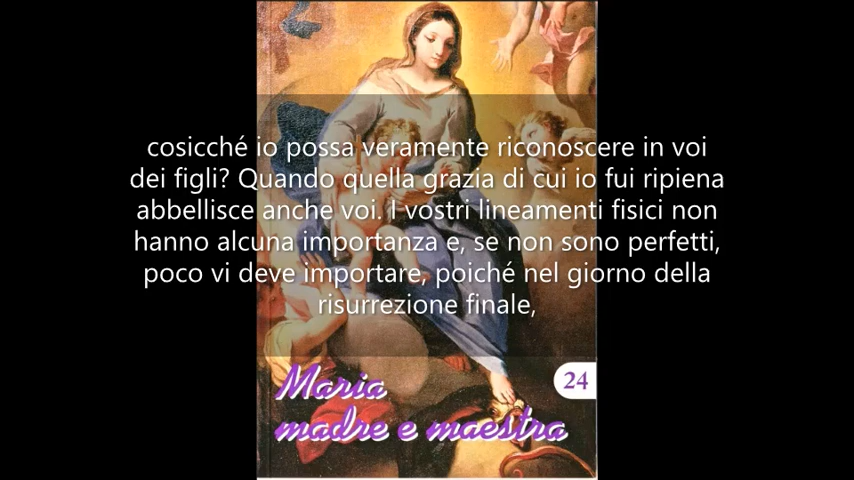 cosicché io possa veramente riconoscere in voi
dei figli? Quando quella grazia di cui io fui ripiena
abbellisce anche voi. I vostri lineamenti fisici non
hanno alcuna importanza e, se non sono perfetti,
poco vi deve importare, poiché nel giorno della
risurrezione finale,
24
Maria
madre e maestra